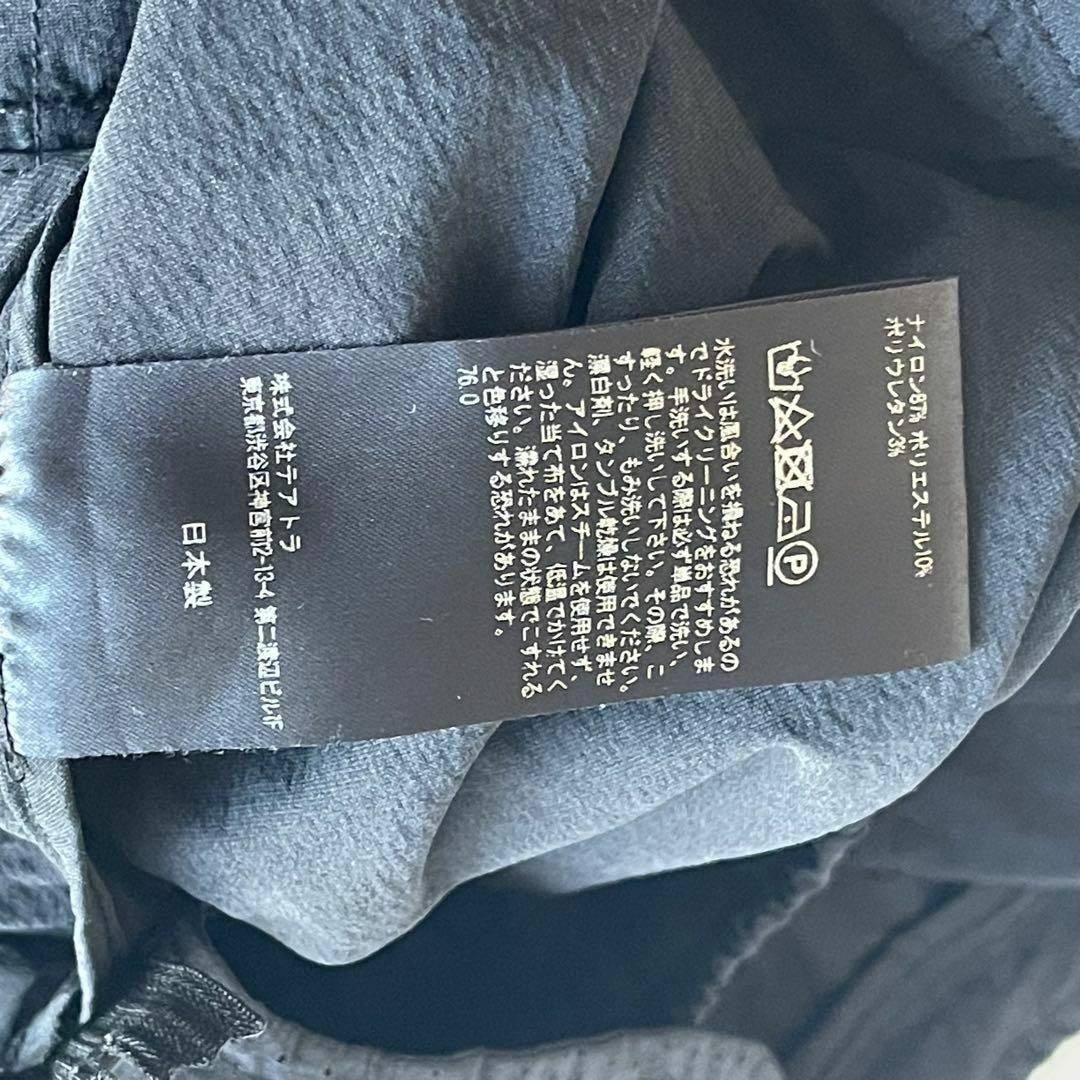 ナイロン87% ポリエステル10%
ポリウレタン3%
P
水洗いは風合いを損ねる恐れがあるの
でドライクリーニングをおすすめしま
す。手洗いする際は必ず単品で洗い、
軽く押し洗いして下さい。その際、こ
すったり、もみ洗いしないでください。
漂白剤、タンブル乾燥は使用できませ
ん。アイロンはスチームを使用せず、
湿った当て布をあて、低温でかけてく
ださい。濡れたままの状態でこすれる
と色移りする恐れがあります。
76.0
株式会社テアトラ
東京都渋谷区神宮前2-13-4 第二渡辺ビル1F
日本製